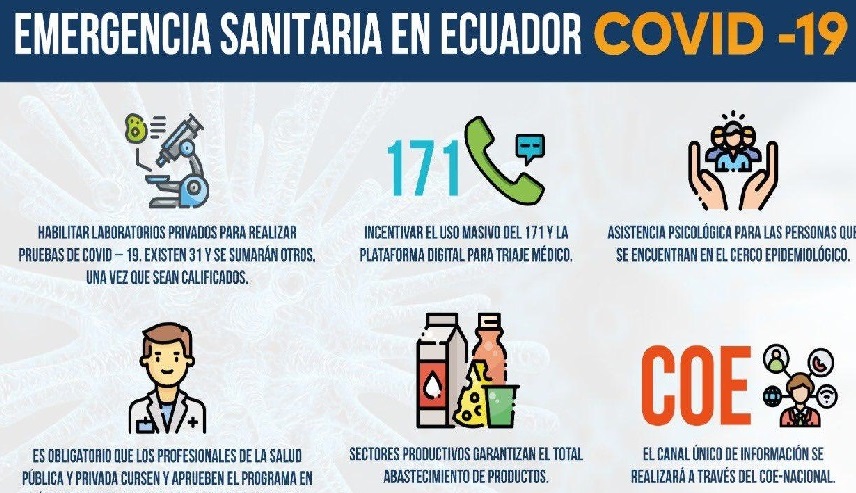 EMERGENCIA SANITARIA EN ECUADOR COVID -19
HABILITAR LABORATORIOS PRIVADOS PARA REALIZAR
PRUEBAS DE COVID – 19. EXISTEN 31 Y SE SUMARÁN OTROS,
UNA VEZ QUE SEAN CALIFICADOS.
171
INCENTIVAR EL USO MASIVO DEL 171 Y LA
PLATAFORMA DIGITAL PARA TRIAJE MÉDICO.
ASISTENCIA PSICOLÓGICA PARA LAS PERSONAS QUE
SE ENCUENTRAN EN EL CERCO EPIDEMIOLÓGICO.
ES OBLIGATORIO QUE LOS PROFESIONALES DE LA SALUD
PÚBLICA Y PRIVADA CURSEN Y APRUEBEN EL PROGRAMA EN
SECTORES PRODUCTIVOS GARANTIZAN EL TOTAL
ABASTECIMIENTO DE PRODUCTOS.
COE
EL CANAL ÚNICO DE INFORMACIÓN SE
REALIZARÁ A TRAVÉS DEL COE-NACIONAL.